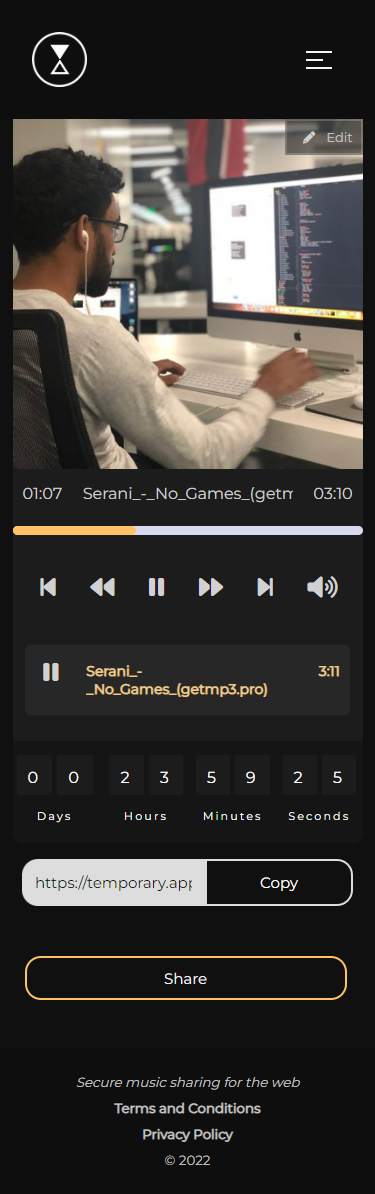 Edit
01:07 Serani_-_No_Games_(getm 03:10
Serani_-
_No_Games_(getmp3.pro) 3:11
0 0 2 3 5 9 2 5
Days Hours Minutes Seconds
https://temporary.app Copy
Share
Secure music sharing for the web
Terms and Conditions
Privacy Policy
© 2022